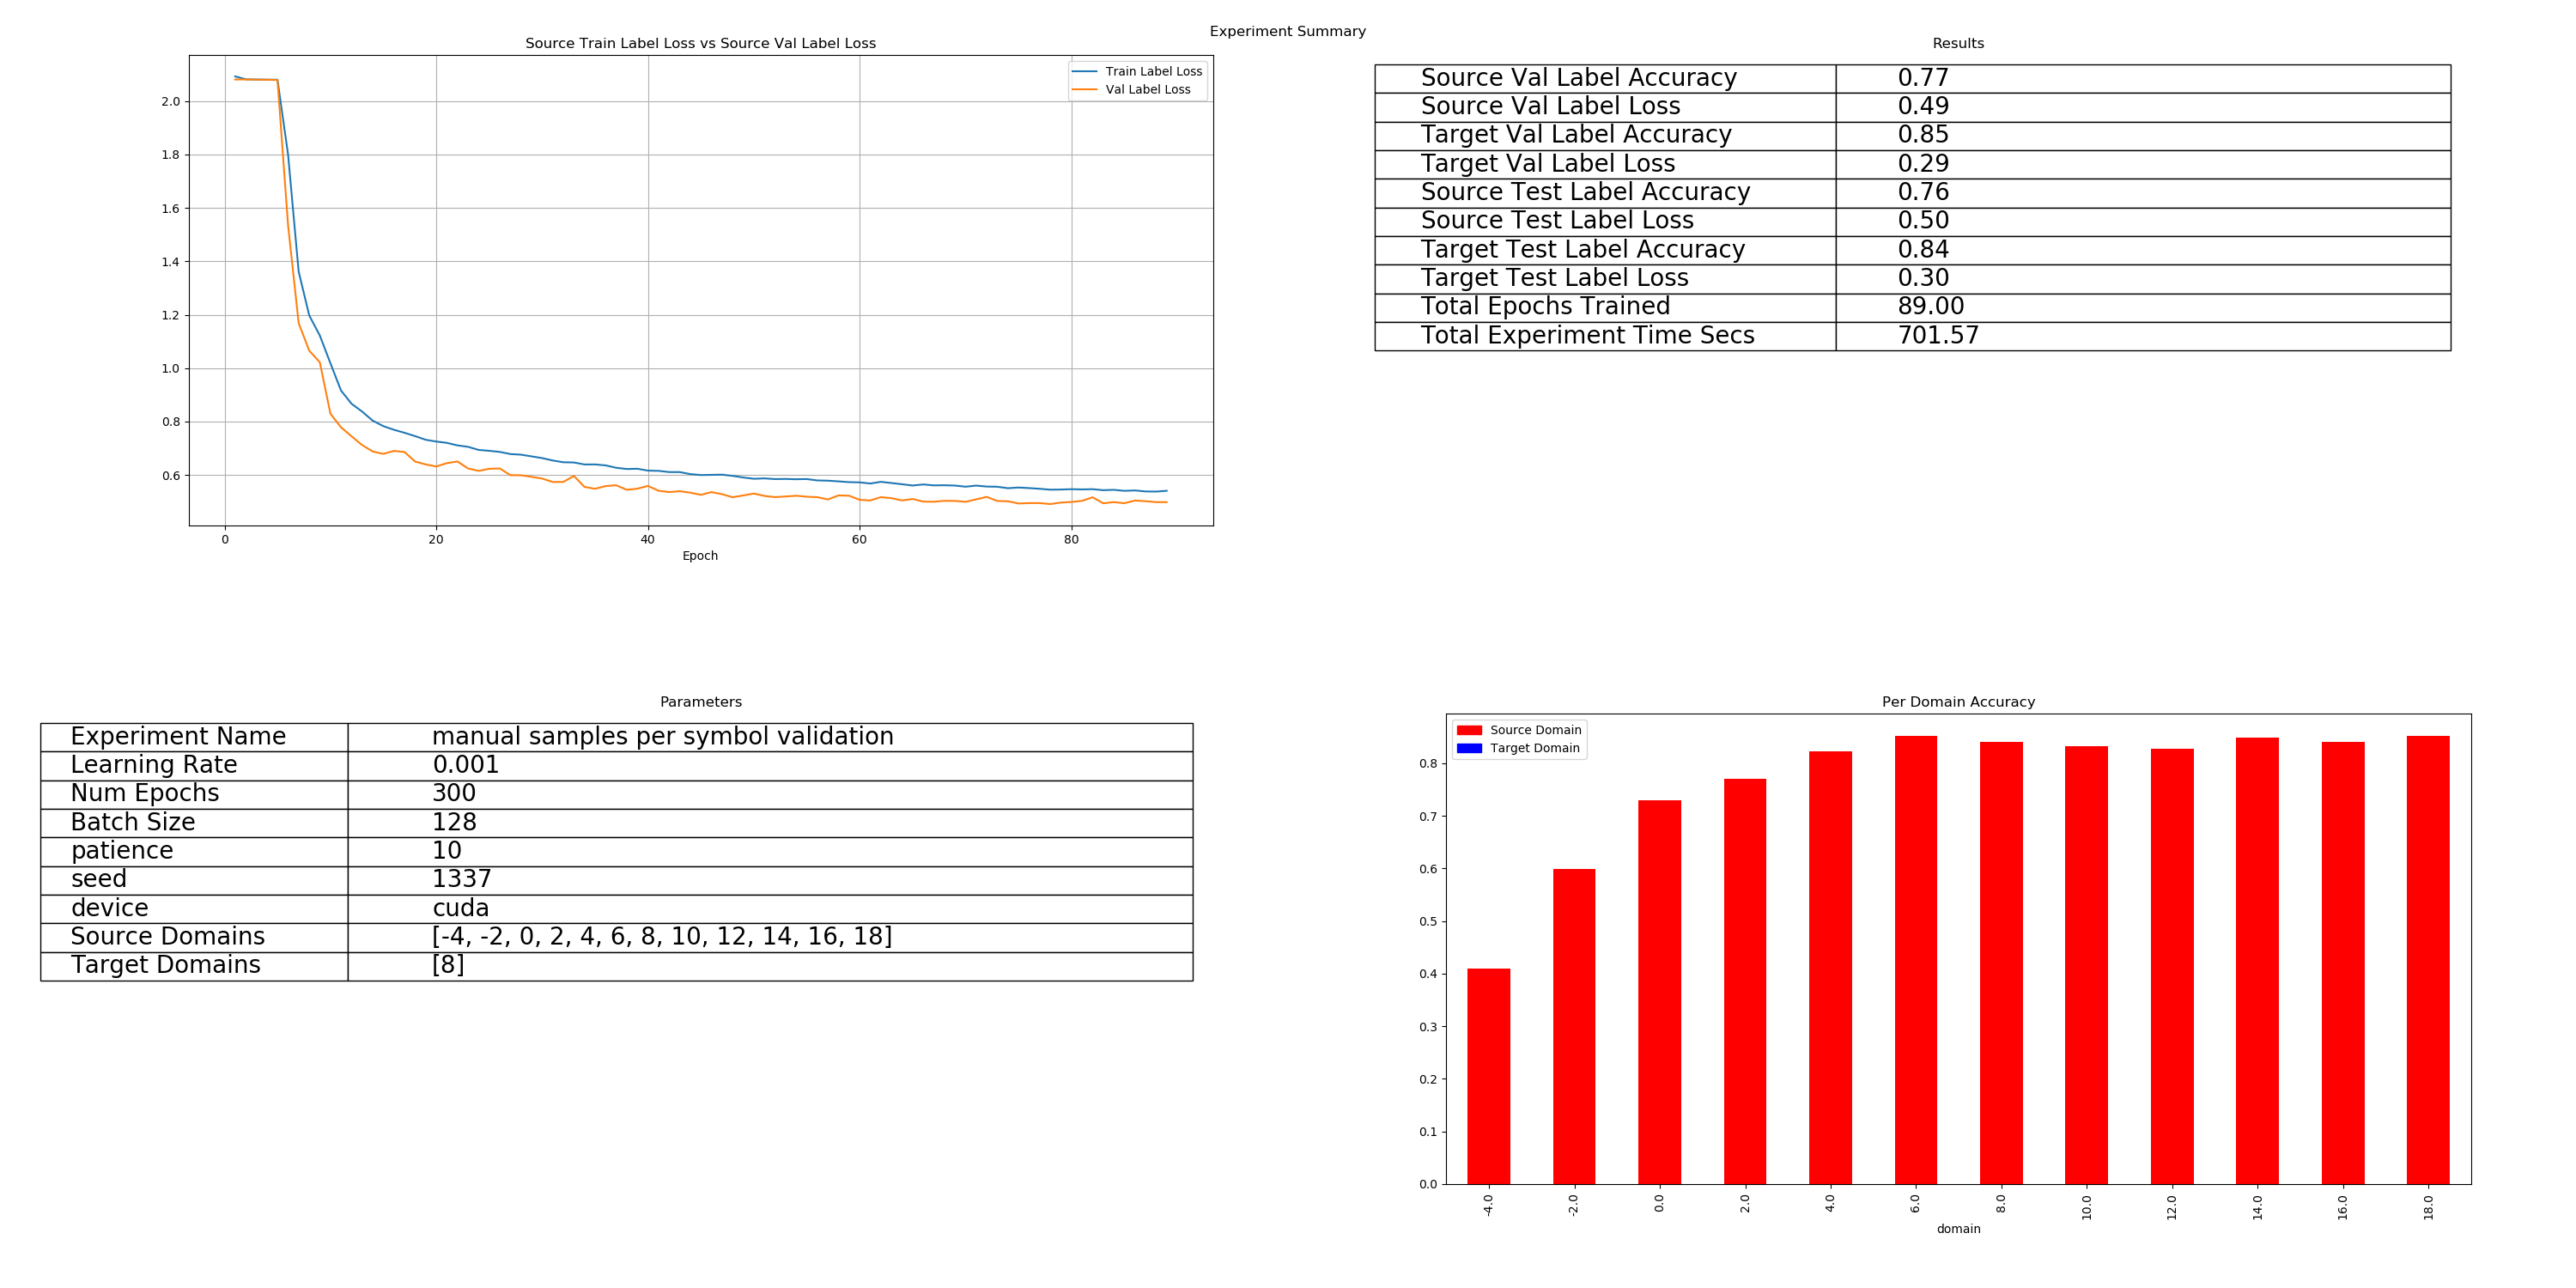 Experiment Summary
Source Train Label Loss vs Source Val Label Loss
Train Label Loss
Val Label Loss
2.0
1.8
1.6
1.4
1.2
1.0
0.8
0.6
0 20 40 60 80
Epoch
Results
Source Val Label Accuracy 0.77
Source Val Label Loss 0.49
Target Val Label Accuracy 0.85
Target Val Label Loss 0.29
Source Test Label Accuracy 0.76
Source Test Label Loss 0.50
Target Test Label Accuracy 0.84
Target Test Label Loss 0.30
Total Epochs Trained 89.00
Total Experiment Time Secs 701.57
Parameters
Experiment Name manual samples per symbol validation
Learning Rate 0.001
Num Epochs 300
Batch Size 128
patience 10
seed 1337
device cuda
Source Domains [-4, -2, 0, 2, 4, 6, 8, 10, 12, 14, 16, 18]
Target Domains [8]
Per Domain Accuracy
Source Domain
Target Domain
0.8
0.7
0.6
0.5
0.4
0.3
0.2
0.1
0.0
-4.0 -2.0 0.0 2.0 4.0 6.0 8.0 10.0 12.0 14.0 16.0 18.0
domain